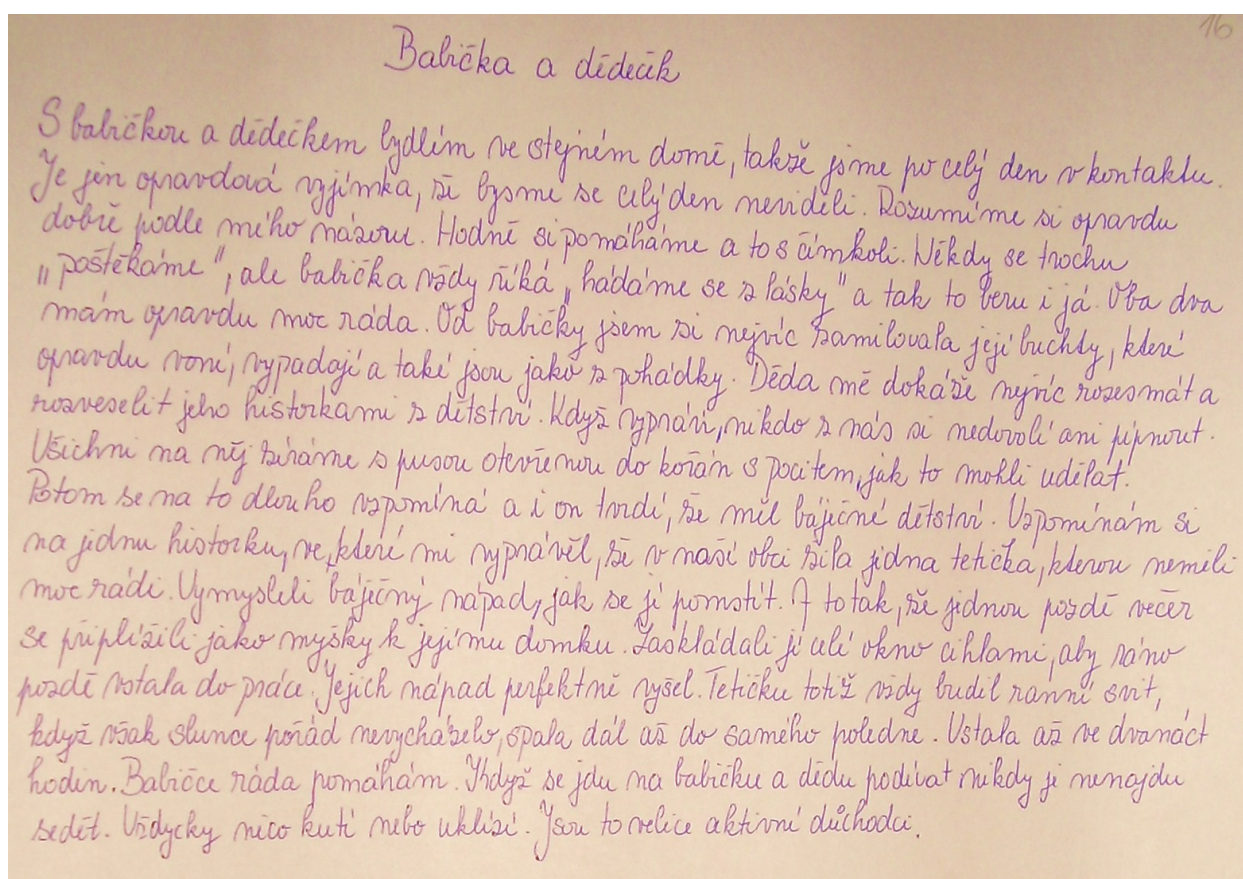 16
Babička a dědeček
S babičkou a dědečkem bydlím ve stejném domě, takže jsme po celý den v kontaktu.
Je jen opravdová vyjímka, že bysme se celý den neviděli. Rozumíme si opravdu
dobře podle mého názoru. Hodně si pomáháme a to s čímkoli. Někdy se trochu
„poštěkáme", ale babička vždy říká „hádáme se z lásky" a tak to beru i já. Oba dva
mám opravdu moc ráda. Od babičky jsem si nejvíc zamilovala její buchty, které
opravdu voní, vypadají a také jsou jako z pohádky. Děda mě dokáže nejvíc rozesmát a
rozveselit jeho historkami z dětství. Když vypráví, nikdo z nás si nedovolí ani pípnout.
Všichni na něj zíráme s pusou otevřenou do kořán s pocitem, jak to mohli udělat.
Potom se na to dlouho vzpomíná a i on tvrdí, že měl báječné dětství. Vzpomínám si
na jednu historku, ve které mi vyprávěl, že v naší obci žila jedna tetička, kterou neměli
moc rádi. Vymysleli báječný nápad, jak se jí pomstít. A to tak, že jednou pozdě večer
se připlížili jako myšky k jejímu domku. Zaskládali jí celé okno cihlami, aby ráno
pozdě vstala do práce. Jejich nápad perfektně vyšel. Tetičku totiž vždy budil ranní svit,
když však slunce pořád nevycházelo, spala dál až do samého poledne. Vstala až ve dvanáct
hodin. Babičce ráda pomáhám. Když se jdu na babičku a dědu podívat nikdy je nenajdu
sedět. Vždycky něco kutí nebo uklízí. Jsou to velice aktivní důchodci.